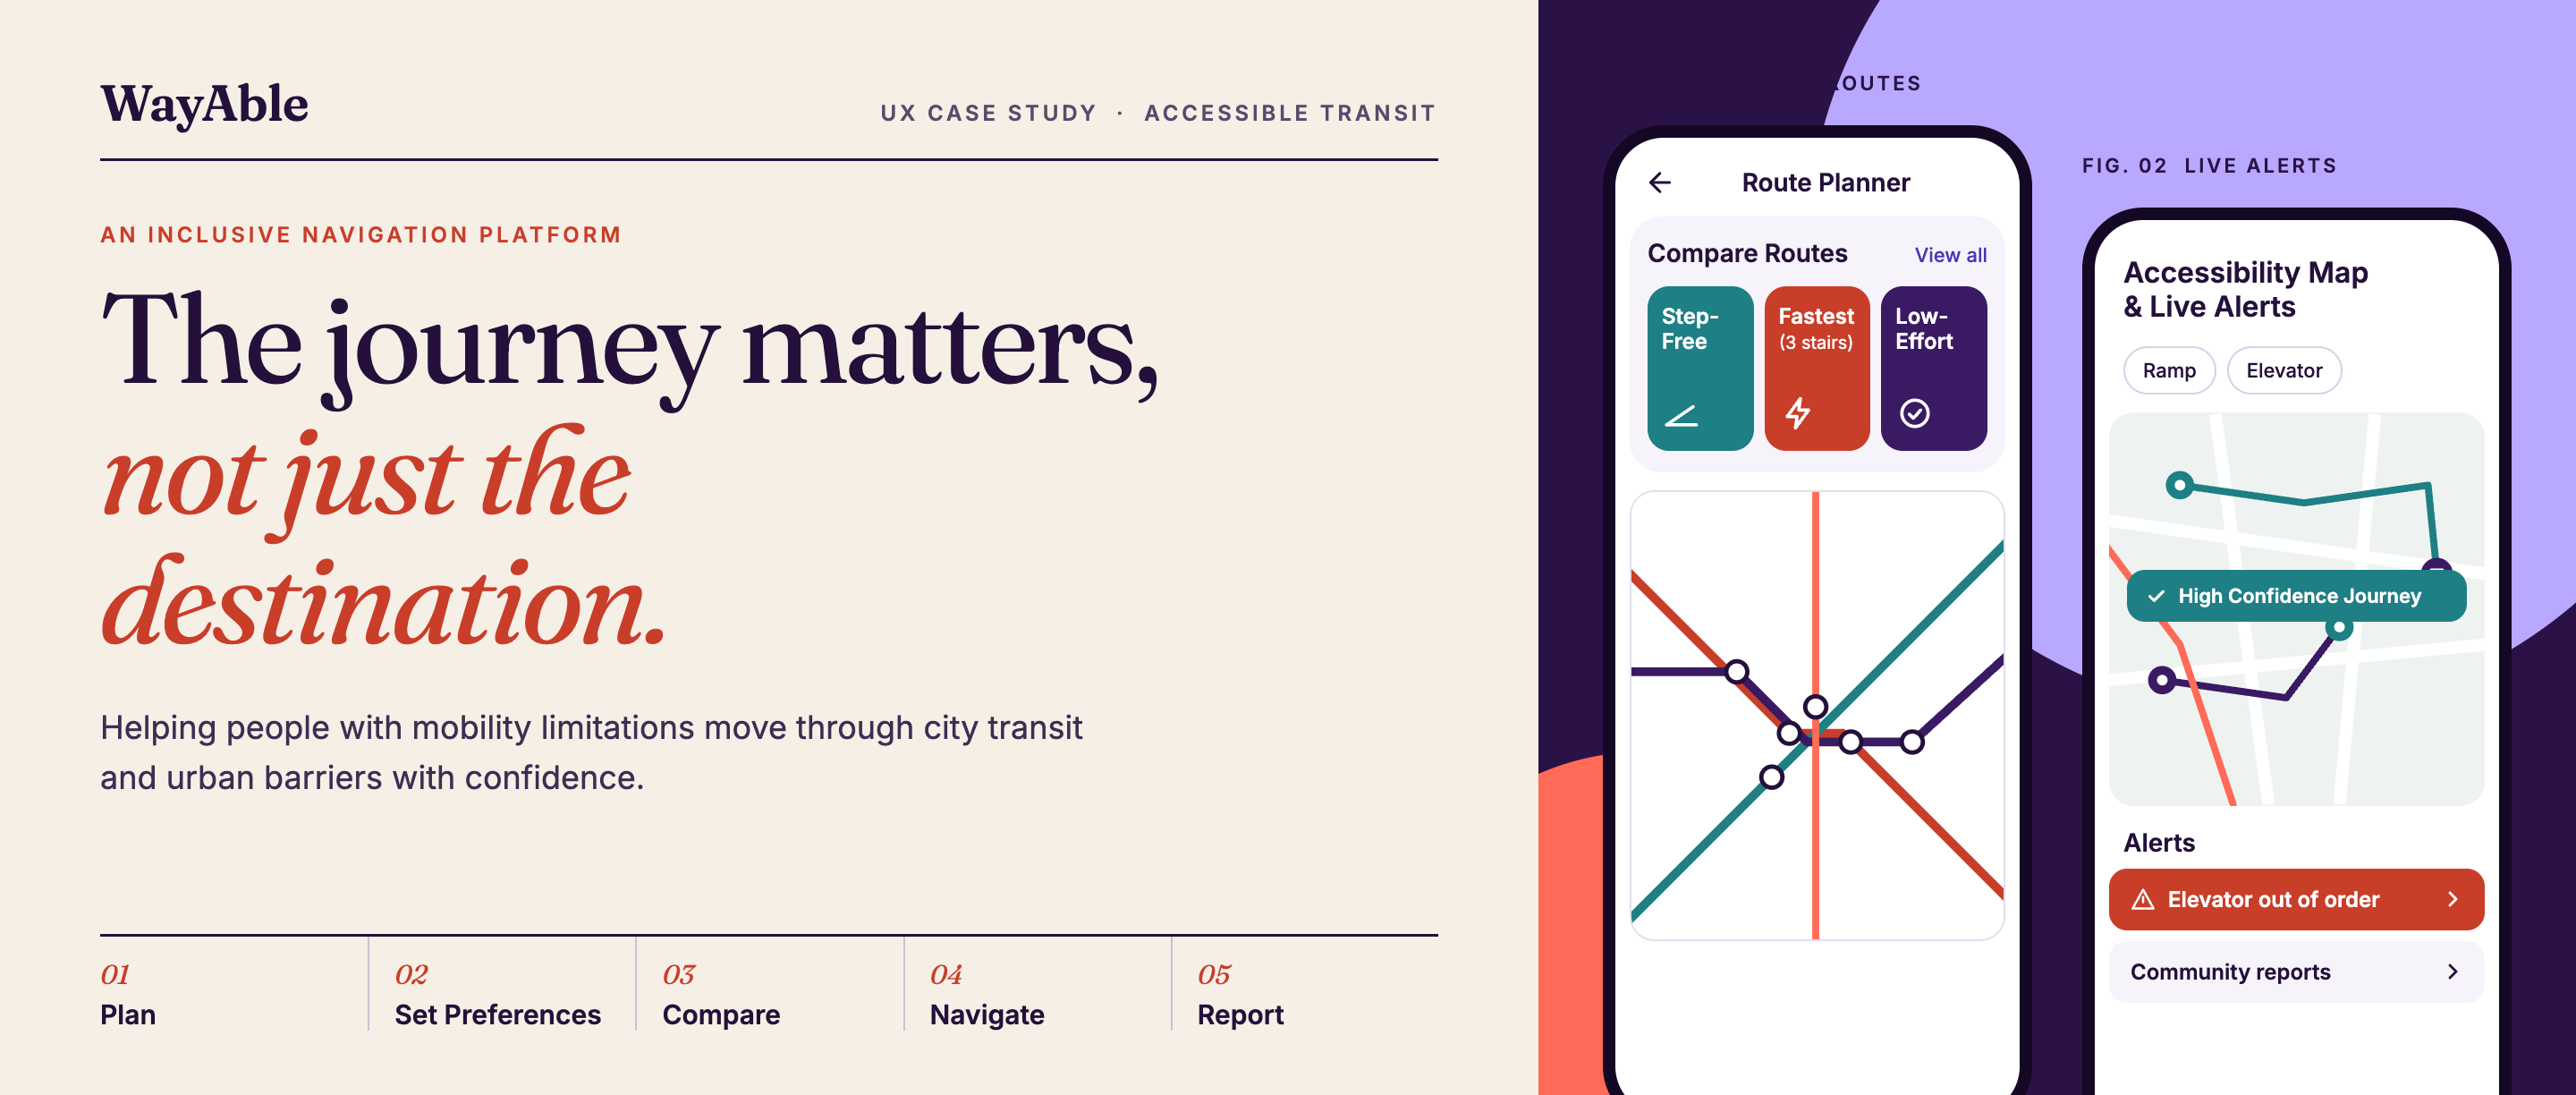 WayAble
UX CASE STUDY · ACCESSIBLE TRANSIT
AN INCLUSIVE NAVIGATION PLATFORM
The journey matters,
not just the
destination.
Helping people with mobility limitations move through city transit
and urban barriers with confidence.
01
Plan
02
Set Preferences
03
Compare
04
Navigate
05
Report
Route Planner
Compare Routes
View all
Step-
Free
Fastest
(3 stairs)
Low-
Effort
FIG. 02 LIVE ALERTS
Accessibility Map
& Live Alerts
Ramp
Elevator
High Confidence Journey
Alerts
Elevator out of order
Community reports